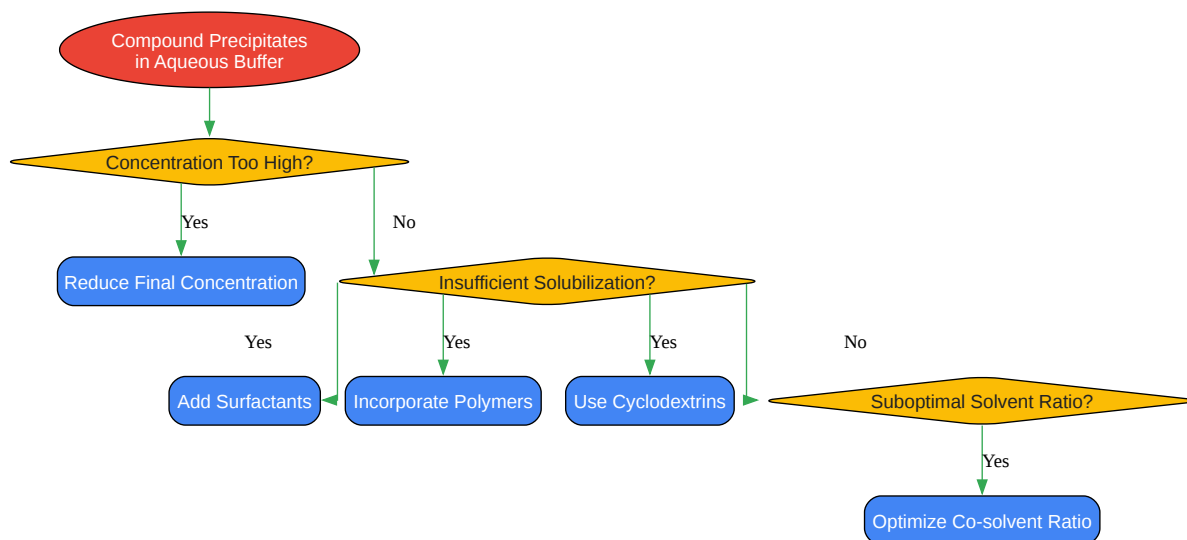 Compound Precipitates
in Aqueous Buffer
Concentration Too High?
Yes
No
Reduce Final Concentration
Insufficient Solubilization?
Yes
Yes
Yes
No
Add Surfactants
Incorporate Polymers
Use Cyclodextrins
Suboptimal Solvent Ratio?
Yes
Optimize Co-solvent Ratio